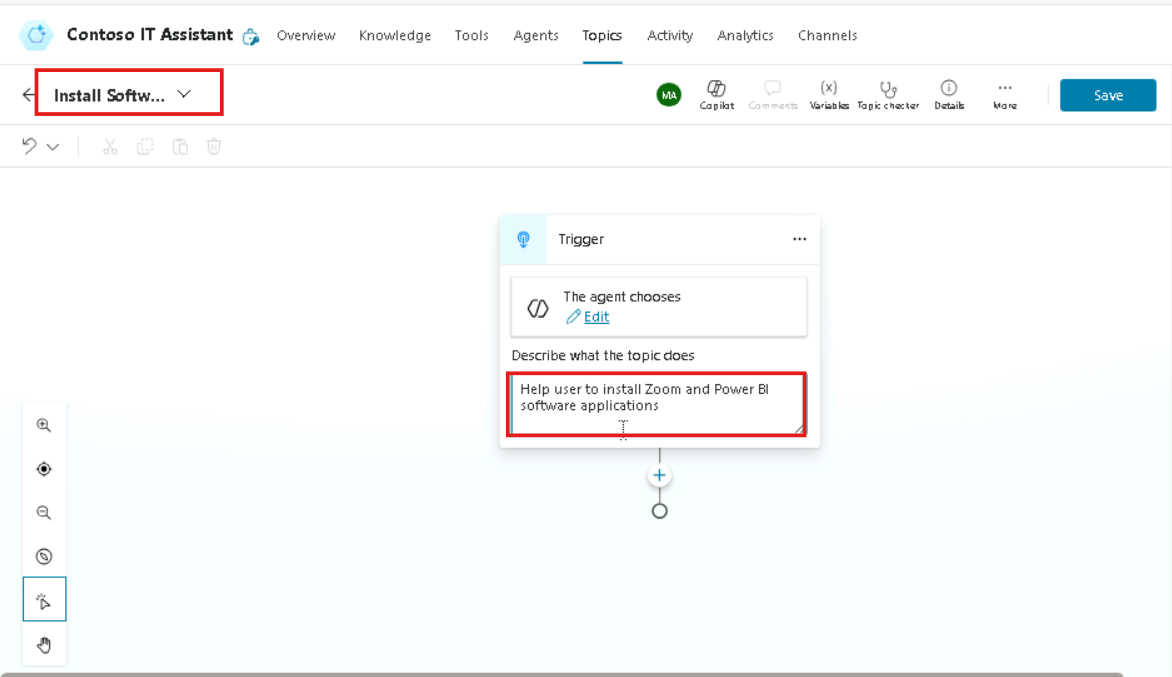 Contoso IT Assistant Overview Knowledge Tools Agents Topics Activity Analytics Channels
Install Softw... MA Copilot Comments Variables Topic checker Details More Save
Trigger
The agent chooses
Edit
Describe what the topic does
Help user to install Zoom and Power BI
software applications